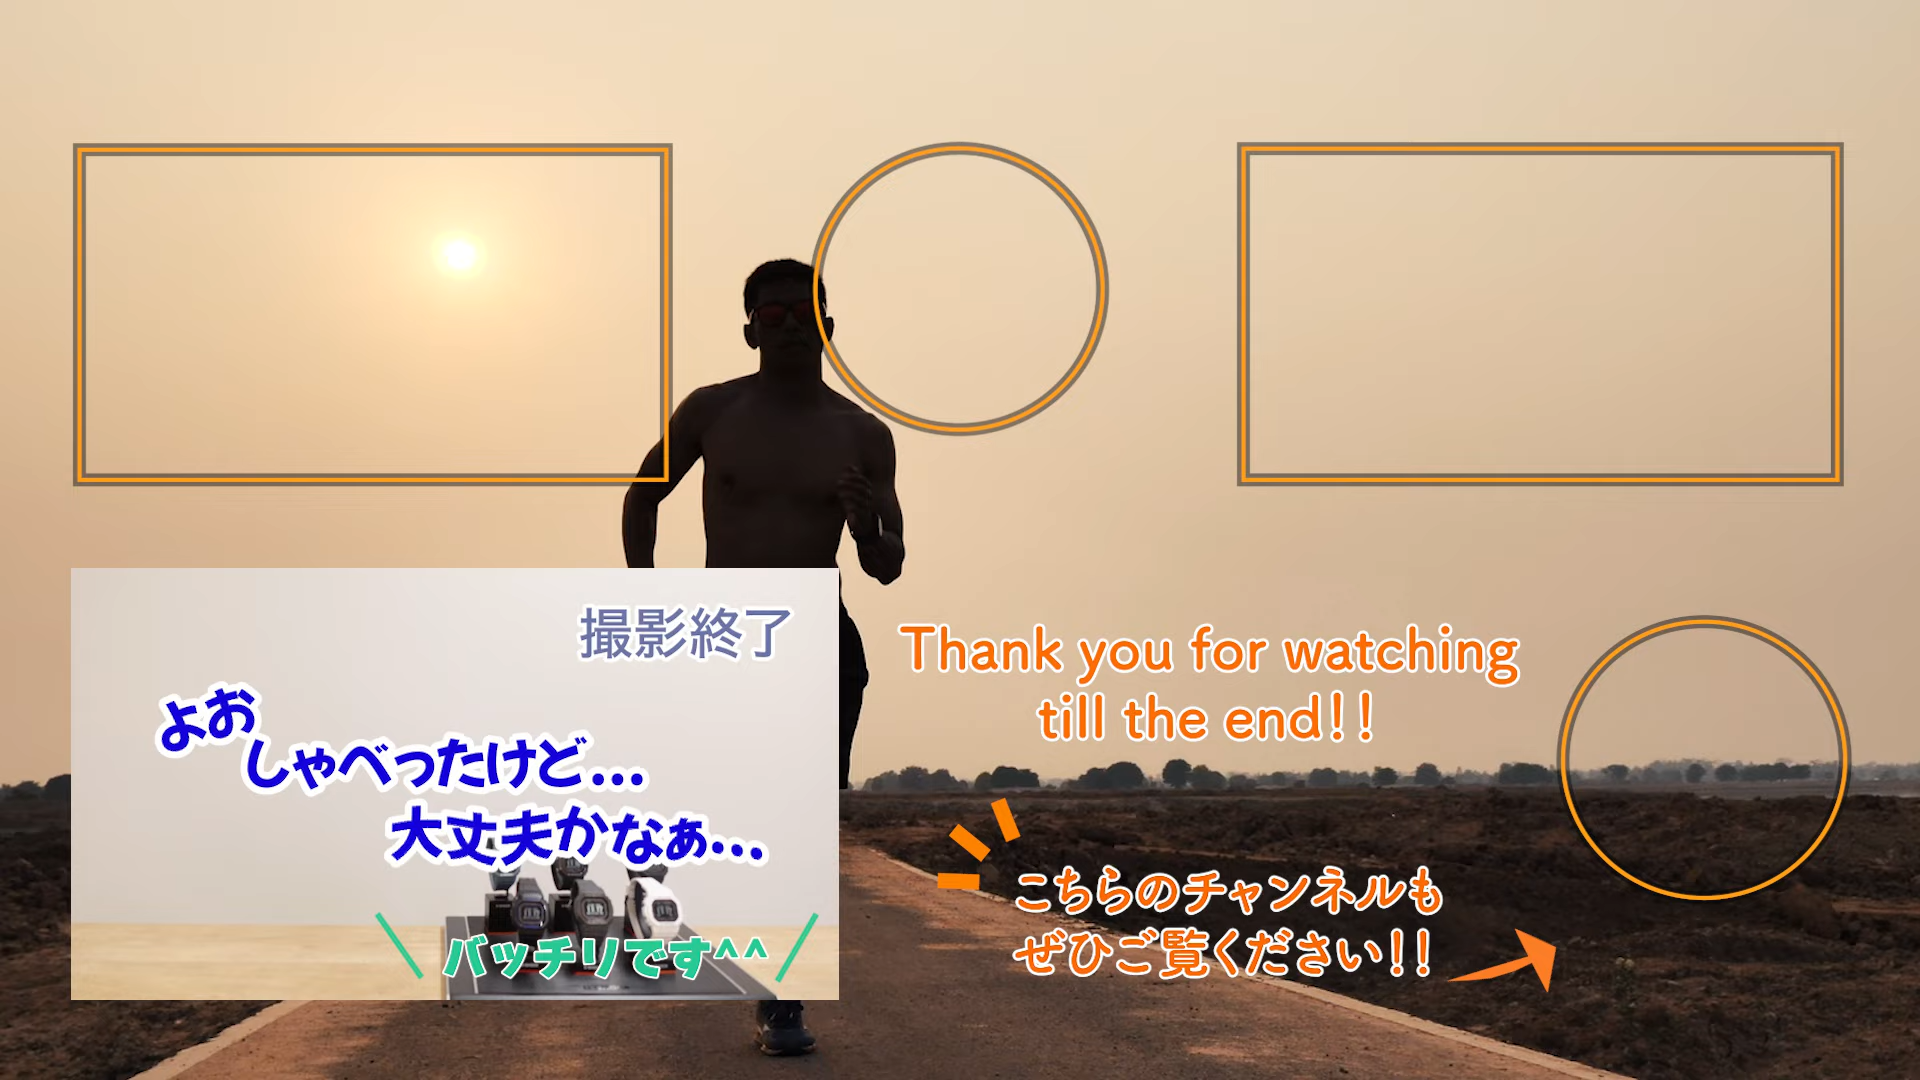 撮影終了
よお
しゃべったけど...
大丈夫かなぁ...
バッチリです^^
Thank you for watching
till the end!!
こちらのチャンネルも
ぜひご覧ください!!